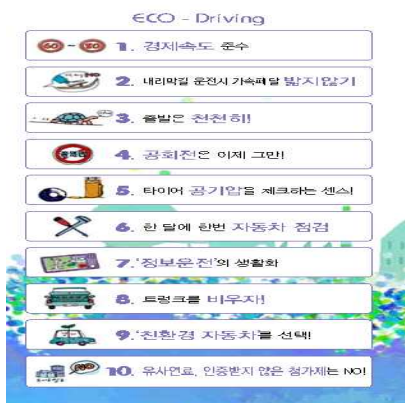 ECO - Driving
60 - 80 1. 경제속도 준수
2. 내리막길 운전시 가속페달 밟지않기
3. 출발은 천천히!
4. 공회전은 이제 그만!
5. 타이어 공기압을 체크하는 센스!
6. 한 달에 한번 자동차 점검
7.'정보운전'의 생활화
8. 트렁크를 비우자!
9.'친환경 자동차'를 선택!
10. 유사연료, 인증받지 않은 첨가제는 NO!